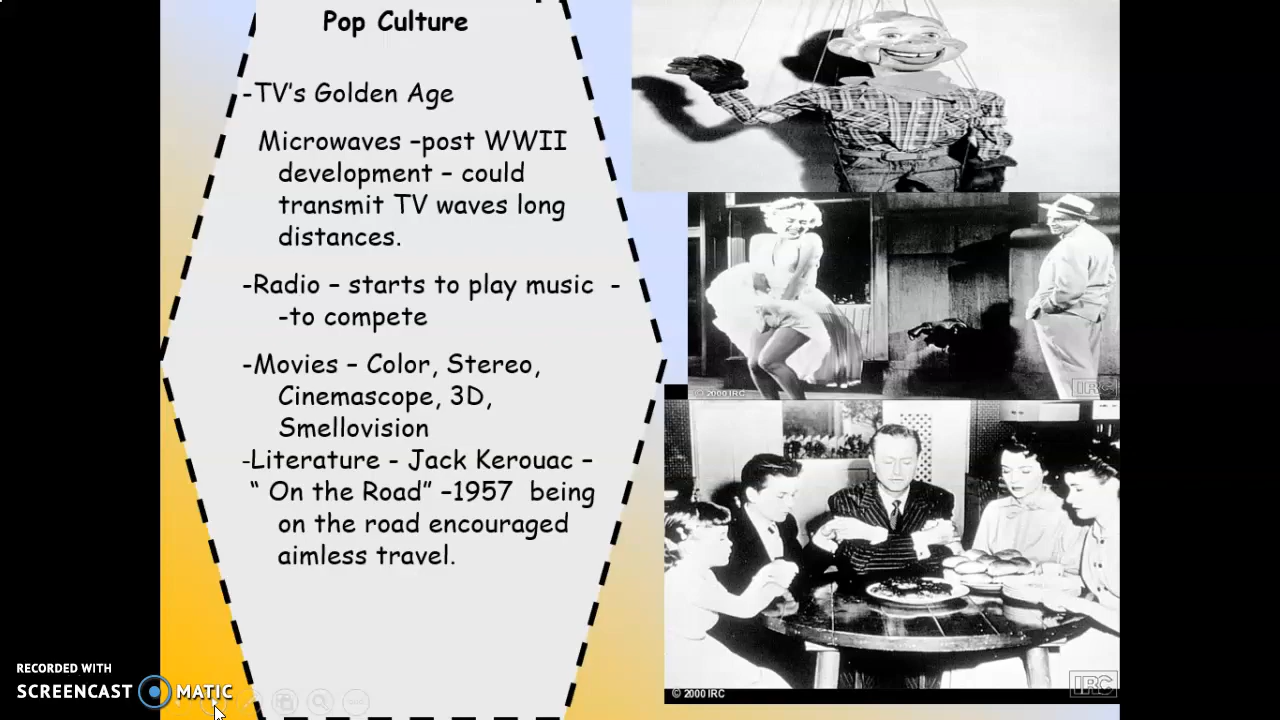 Pop Culture
-TV's Golden Age
Microwaves –post WWII
development – could
transmit TV waves long
distances.
-Radio – starts to play music -
-to compete
-Movies – Color, Stereo,
Cinemascope, 3D,
Smellovision
-Literature - Jack Kerouac –
“ On the Road” –1957 being
on the road encouraged
aimless travel.
© 2000 IRC
IRC
© 2000 IRC
IRC
RECORDED WITH
SCREENCAST MATIC